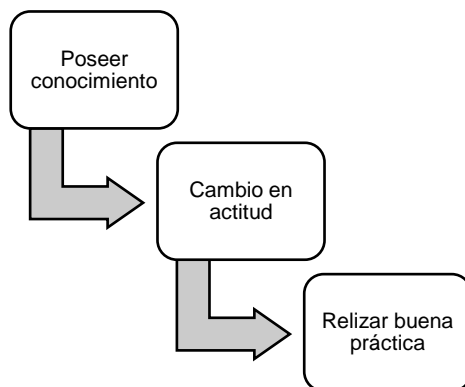 Poseer
conocimiento
Cambio en
actitud
Relizar buena
práctica